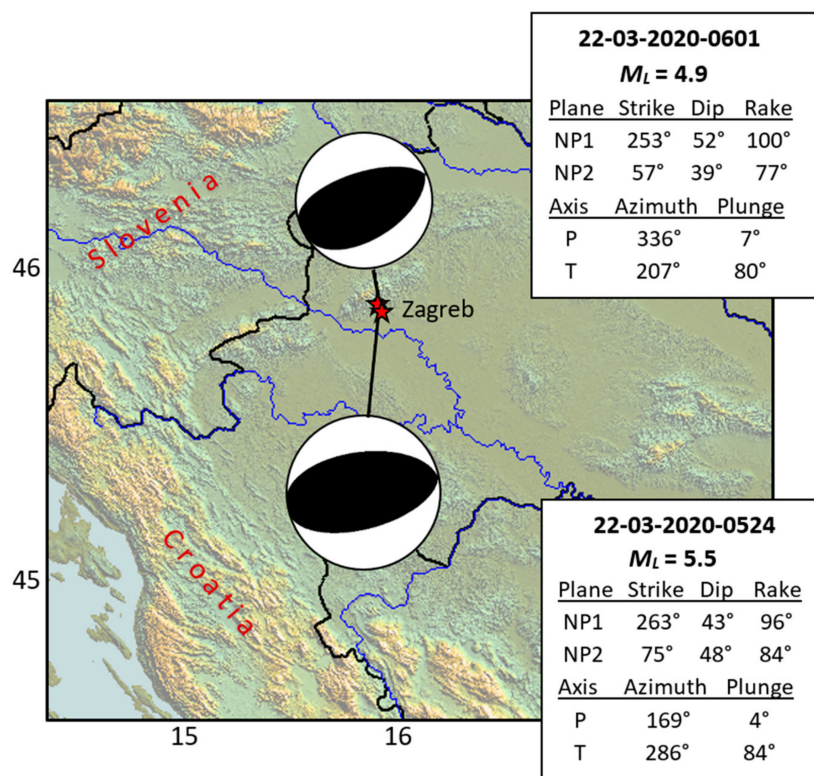 22-03-2020-0601
ML = 4.9
Plane Strike Dip Rake
NP1 253° 52° 100°
NP2 57° 39° 77°
Axis Azimuth Plunge
P 336° 7°
T 207° 80°
Slovenia
46
Zagreb
22-03-2020-0524
ML = 5.5
Plane Strike Dip Rake
NP1 263° 43° 96°
NP2 75° 48° 84°
Axis Azimuth Plunge
P 169° 4°
T 286° 84°
Croatia
45
15 16